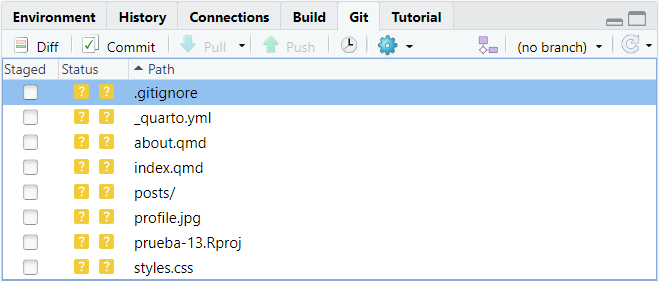 Environment History Connections Build Git Tutorial
Diff Commit Pull Push (no branch)
Staged Status Path
? ? .gitignore
? ? _quarto.yml
? ? about.qmd
? ? index.qmd
? ? posts/
? ? profile.jpg
? ? prueba-13.Rproj
? ? styles.css